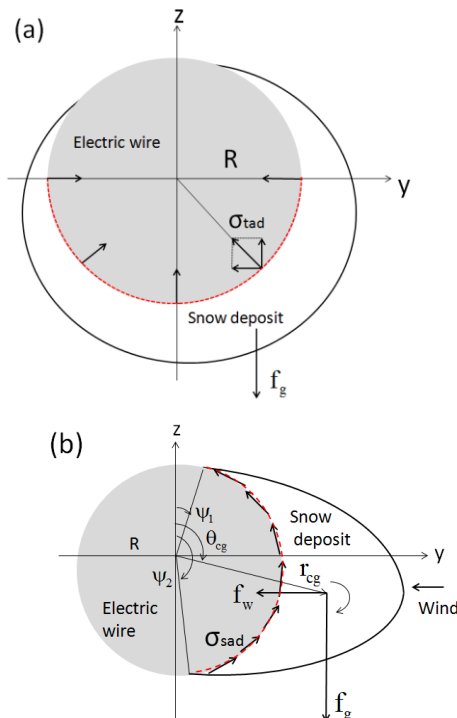 (a)
z
Electric wire
R
y
σtad
Snow deposit
fg
(b)
z
ψ1
Snow
deposit
R
θcg
y
ψ2
rcg
fw
Wind
Electric
wire
σsad
fg